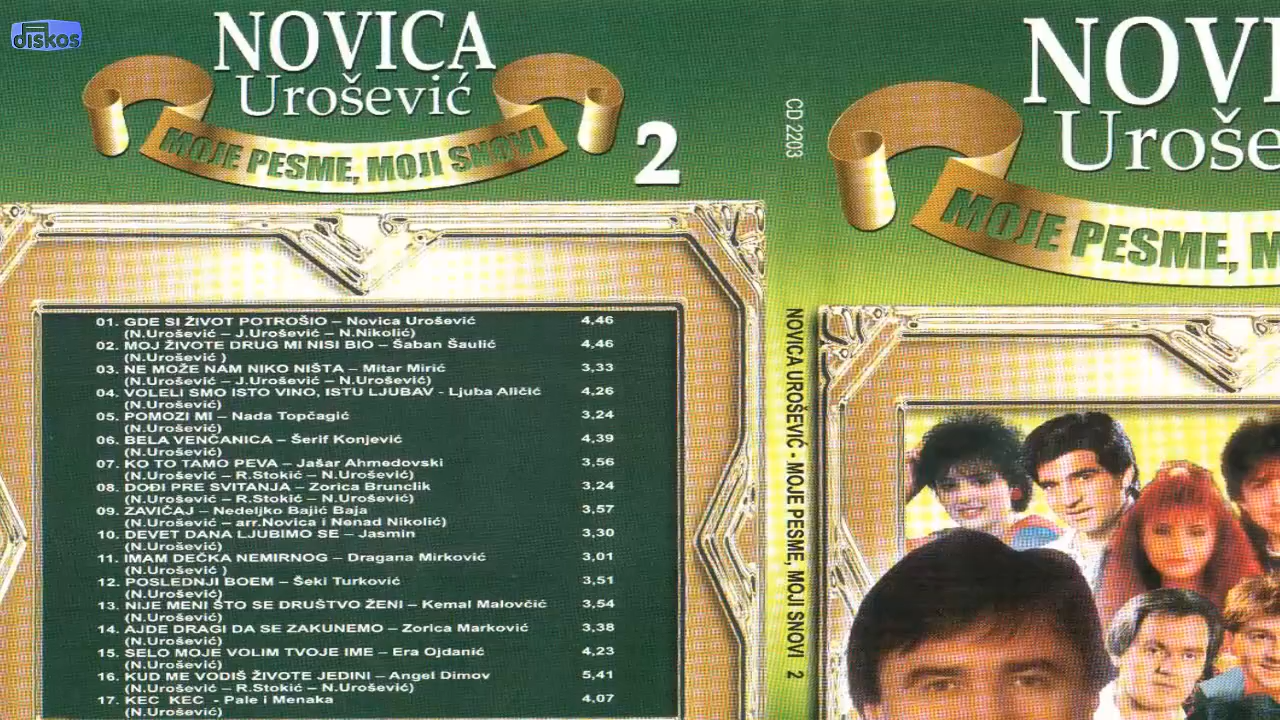 diskos
NOVICA
Urošević
MOJE PESME, MOJI SNOVI
2
01. GDE SI ŽIVOT POTROŠIO – Novica Urošević 4,46
(N.Urošević – J.Urošević – N.Nikolić)
02. MOJ ŽIVOTE DRUG MI NISI BIO – Šaban Šaulić 4,46
(N.Urošević )
03. NE MOŽE NAM NIKO NIŠTA – Mitar Mirić 3,33
(N.Urošević – J.Urošević – N.Urošević)
04. VOLELI SMO ISTO VINO, ISTU LJUBAV - Ljuba Aličić 4,26
(N.Urošević)
05. POMOZI MI – Nada Topčagić 3,24
(N.Urošević)
06. BELA VENČANICA – Šerif Konjević 4,39
(N.Urošević)
07. KO TO TAMO PEVA – Jašar Ahmedovski 3,56
(N.Urošević – R.Stokić – N.Urošević)
08. DOĐI PRE SVITANJA – Zorica Brunclik 3,24
(N.Urošević – R.Stokić – N.Urošević)
09. ZAVIČAJ – Nedeljko Bajić Baja 3,57
(N.Urošević – arr.Novica i Nenad Nikolić)
10. DEVET DANA LJUBIMO SE – Jasmin 3,30
(N.Urošević)
11. IMAM DEČKA NEMIRNOG – Dragana Mirković 3,01
(N.Urošević )
12. POSLEDNJI BOEM – Šeki Turković 3,51
(N.Urošević)
13. NIJE MENI ŠTO SE DRUŠTVO ŽENI – Kemal Malovčić 3,54
(N.Urošević)
14. AJDE DRAGI DA SE ZAKUNEMO – Zorica Marković 3,38
(N.Urošević)
15. SELO MOJE VOLIM TVOJE IME – Era Ojdanić 4,23
(N.Urošević)
16. KUD ME VODIŠ ŽIVOTE JEDINI – Angel Dimov 5,41
(N.Urošević – R.Stokić – N.Urošević)
17. KEC KEC - Pale i Menaka 4,07
(N.Urošević)
CD 2203
NOVICA UROŠEVIĆ - MOJE PESME, MOJI SNOVI 2
NOVI
Uroše
MOJE PESME, M